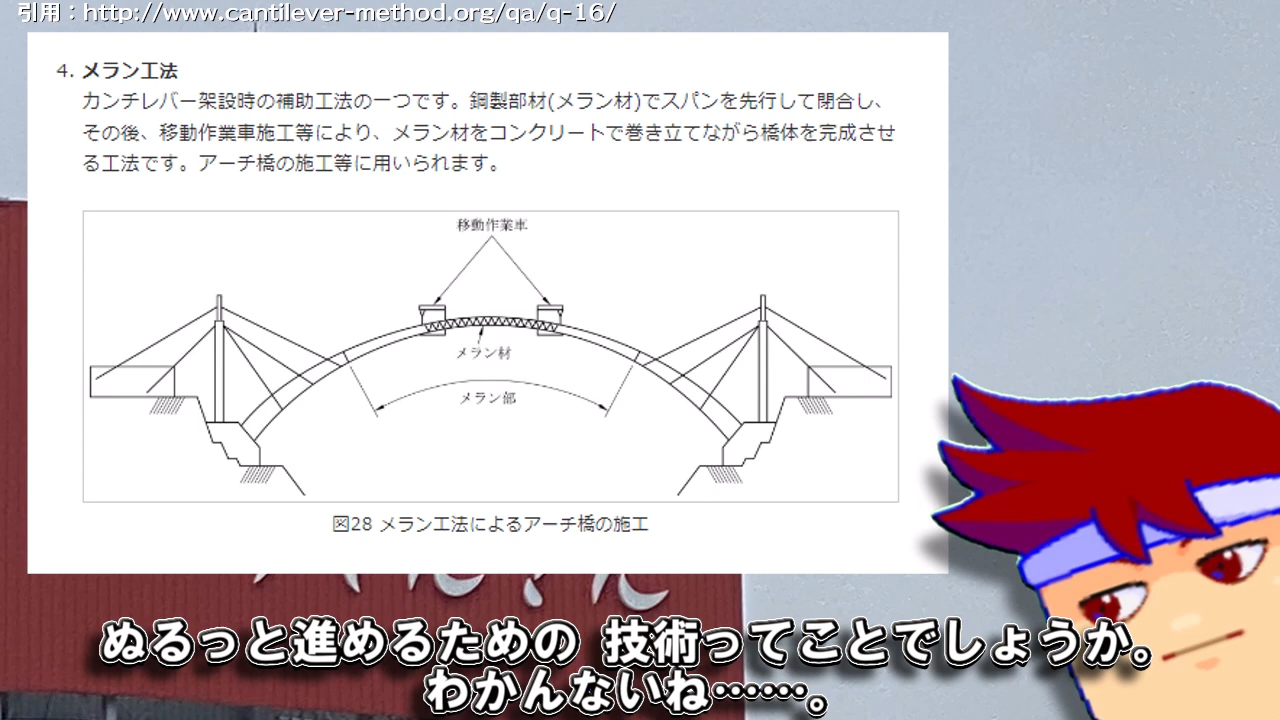 引用：http://www.cantilever-method.org/qa/q-16/
4. メラン工法
カンチレバー架設時の補助工法の一つです。鋼製部材(メラン材)でスパンを先行して閉合し、
その後、移動作業車施工等により、メラン材をコンクリートで巻き立てながら橋体を完成させ
る工法です。アーチ橋の施工等に用いられます。
移動作業車
メラン材
メラン部
図28 メラン工法によるアーチ橋の施工
ぬるっと進めるための 技術ってことでしょうか。
わかんないね……。